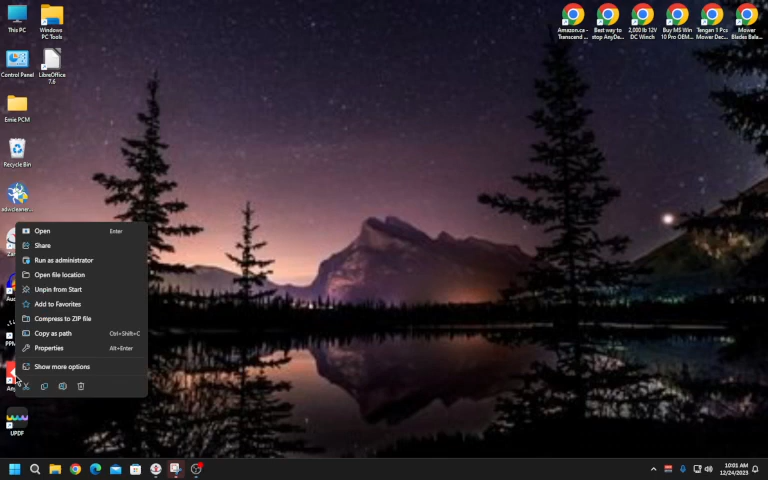 This PC
Windows
PC Tools
Control Panel
LibreOffice
7.6
Ernie PCM
Recycle Bin
adwcleaner...
UPDF
Open Enter
Share
Run as administrator
Open file location
Unpin from Start
Add to Favorites
Compress to ZIP file
Copy as path Ctrl+Shift+C
Properties Alt+Enter
Show more options
Amazon.ca -
Transcend ...
Best way to
stop AnyDe...
2,000 lb 12V
DC Winch
Buy MS Win
10 Pro OEM...
Tengan 1 Pcs
Mower Dec...
Mower
Blades Bala...
10:01 AM
12/24/2023